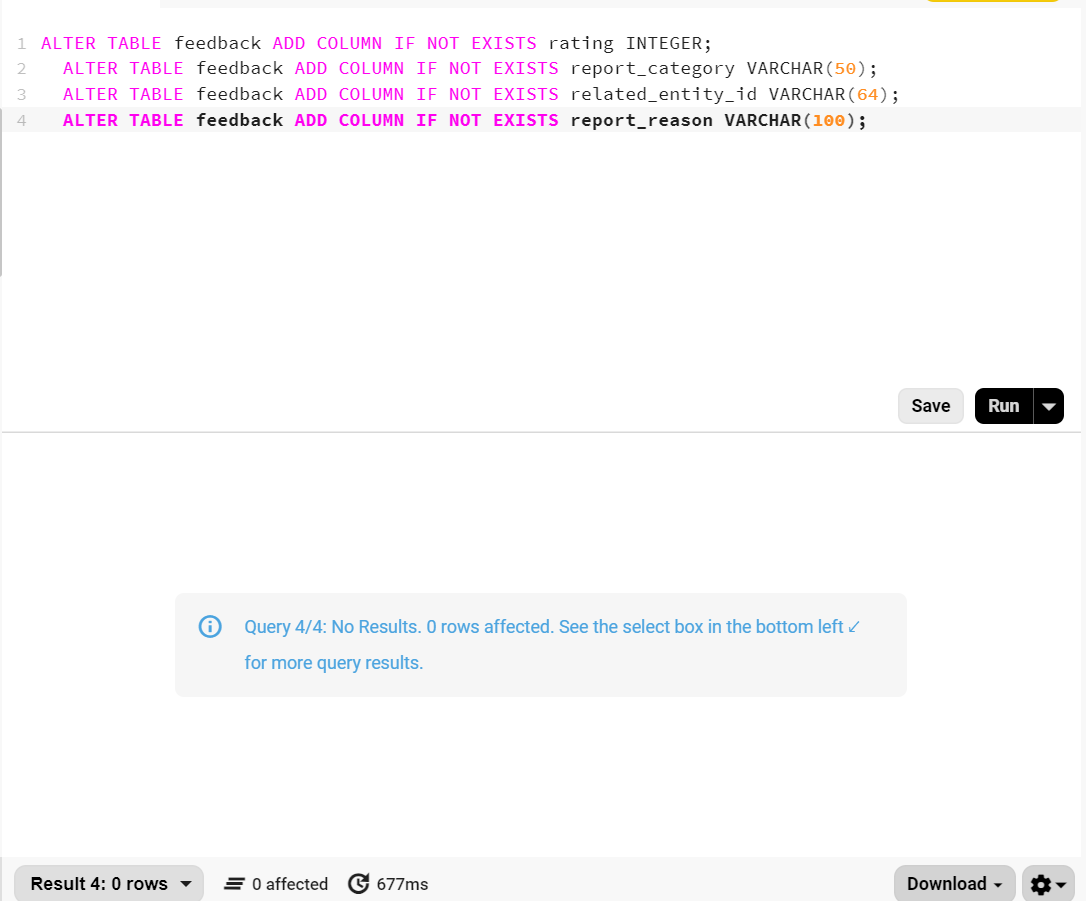 1 ALTER TABLE feedback ADD COLUMN IF NOT EXISTS rating INTEGER;
2 ALTER TABLE feedback ADD COLUMN IF NOT EXISTS report_category VARCHAR(50);
3 ALTER TABLE feedback ADD COLUMN IF NOT EXISTS related_entity_id VARCHAR(64);
4 ALTER TABLE feedback ADD COLUMN IF NOT EXISTS report_reason VARCHAR(100);
Save Run
Query 4/4: No Results. 0 rows affected. See the select box in the bottom left ↙
for more query results.
Result 4: 0 rows 0 affected 677ms Download